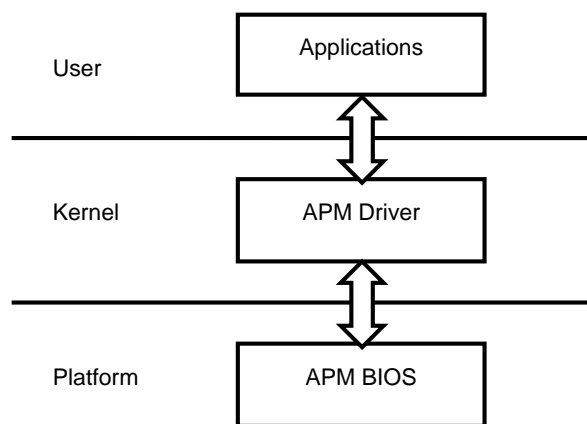 Applications
User
Kernel
APM Driver
Platform
APM BIOS